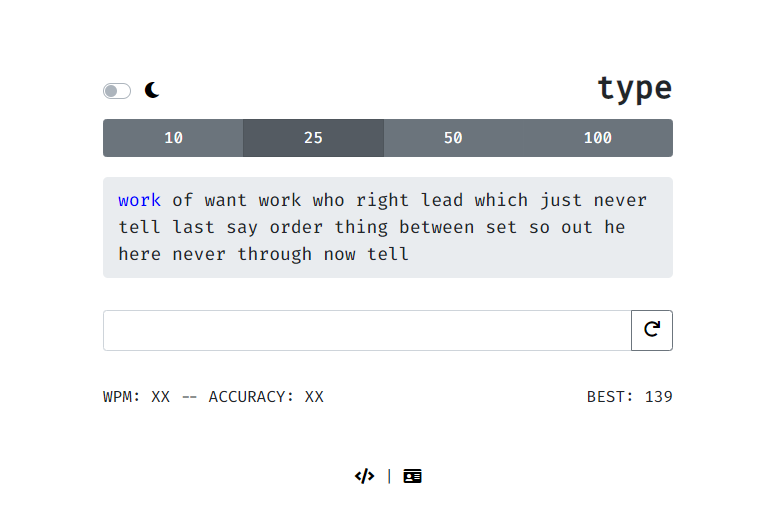 type
10 25 50 100
work of want work who right lead which just never
tell last say order thing between set so out he
here never through now tell
WPM: XX -- ACCURACY: XX BEST: 139
|